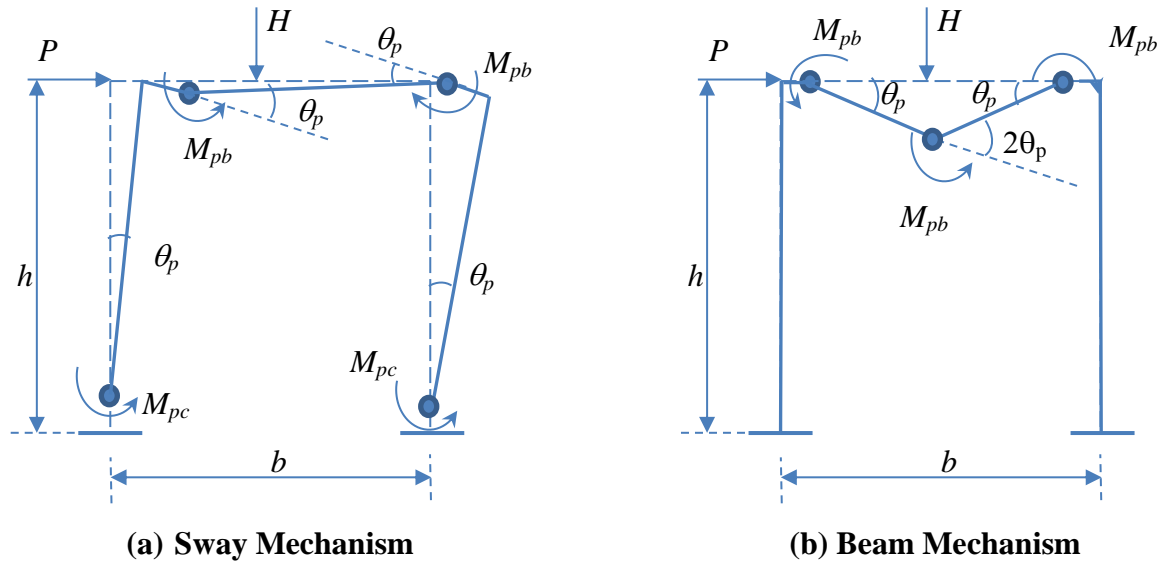 H
P
θp
Mpb
θp
Mpb
h
θp
θp
Mpc
Mpc
b
(a) Sway Mechanism
Mpb
H
Mpb
P
θp
θp
2θp
Mpb
h
b
(b) Beam Mechanism